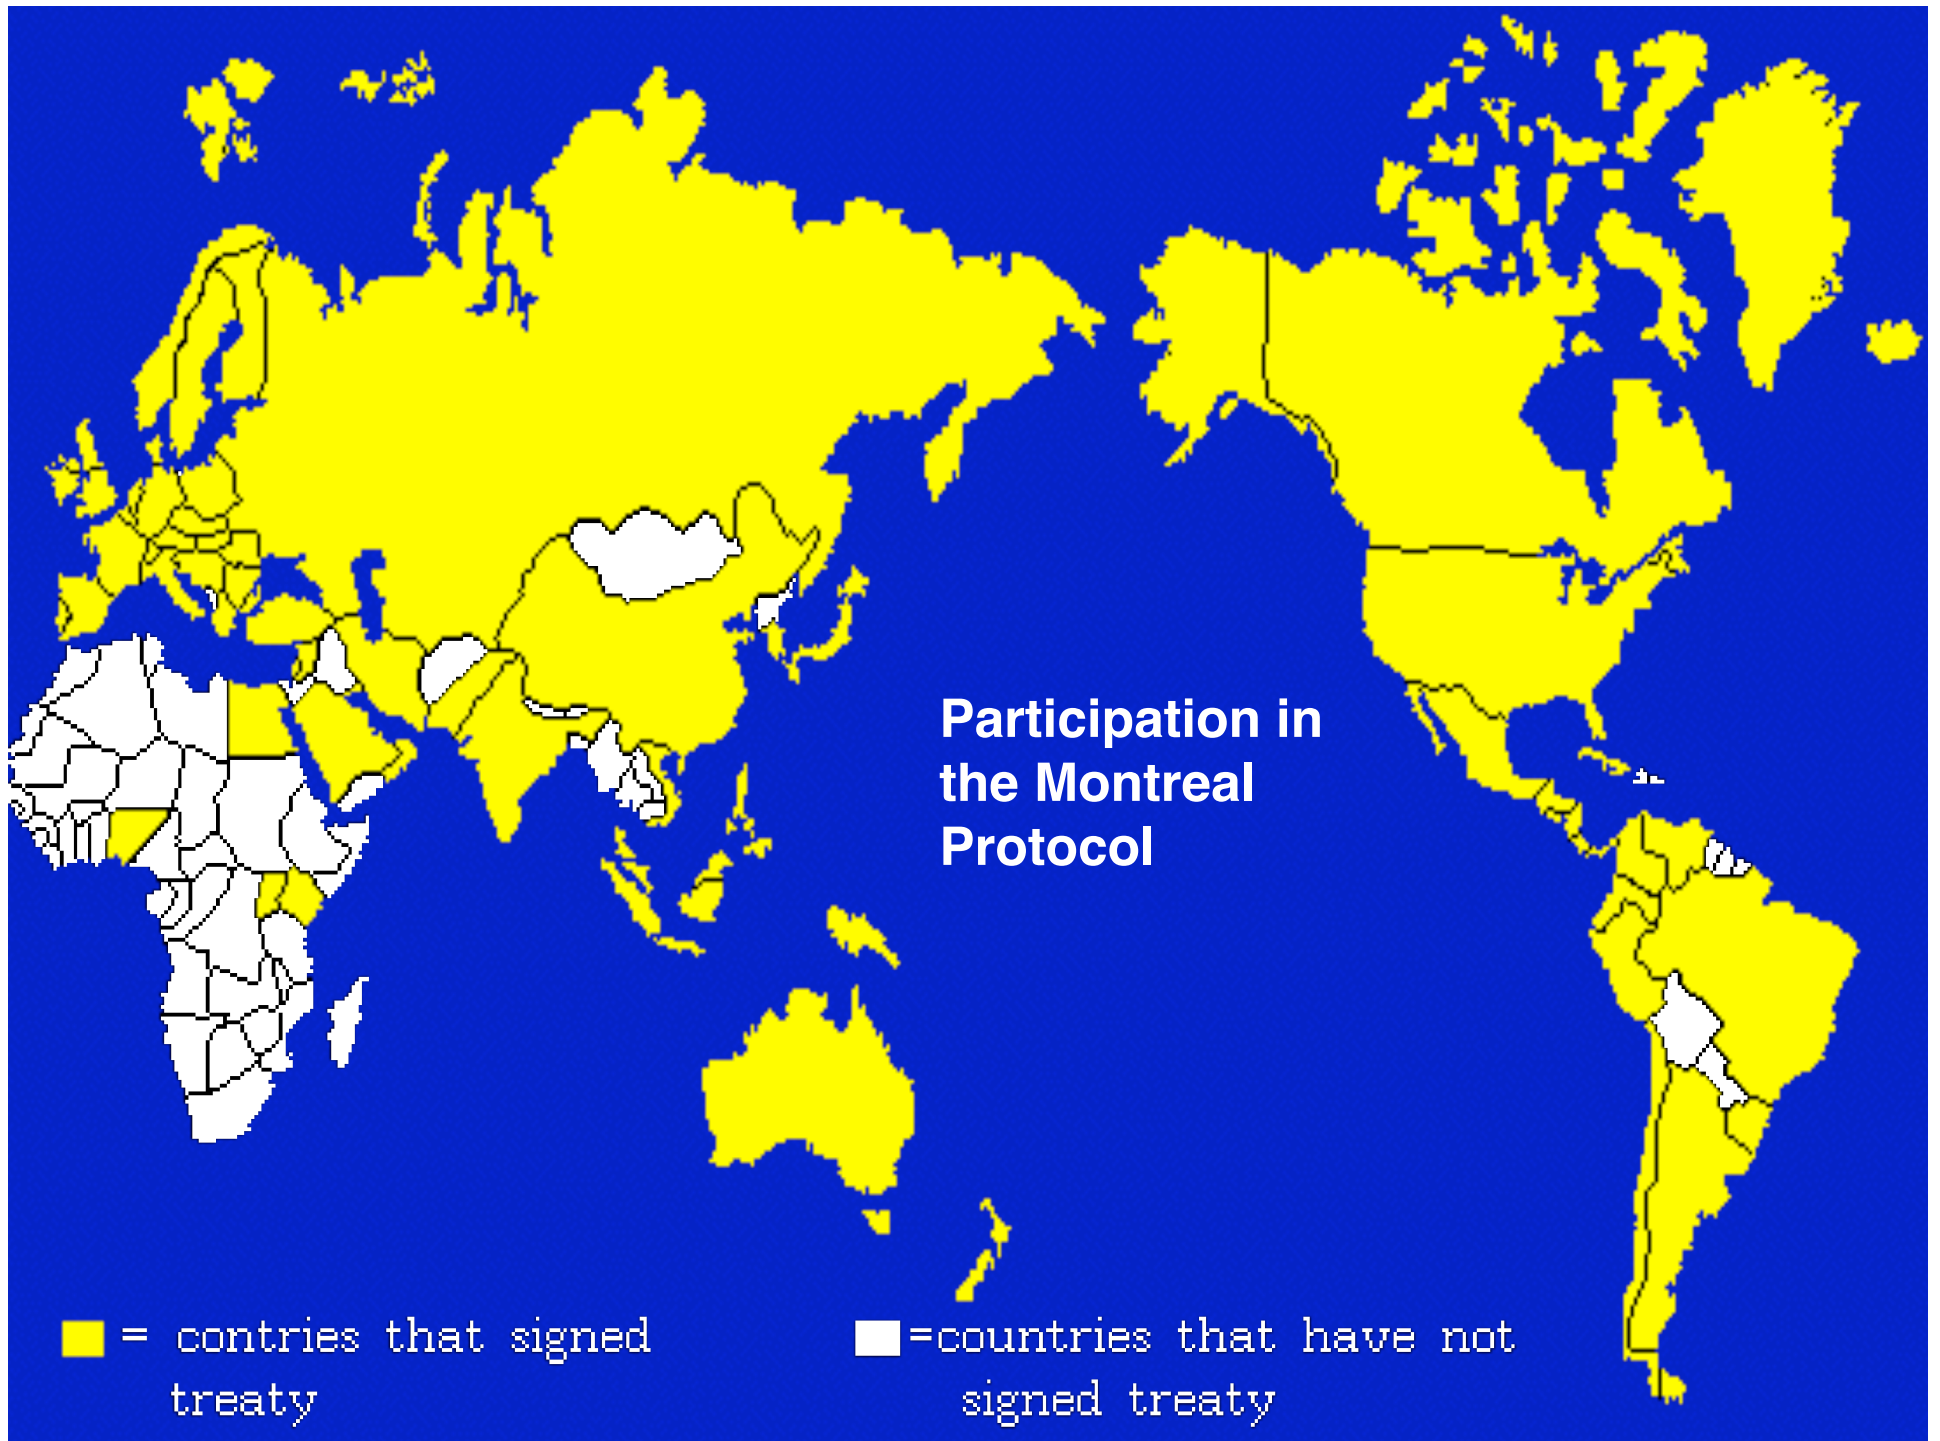 Participation in
the Montreal
Protocol
= contries that signed
treaty
=countries that have not
signed treaty